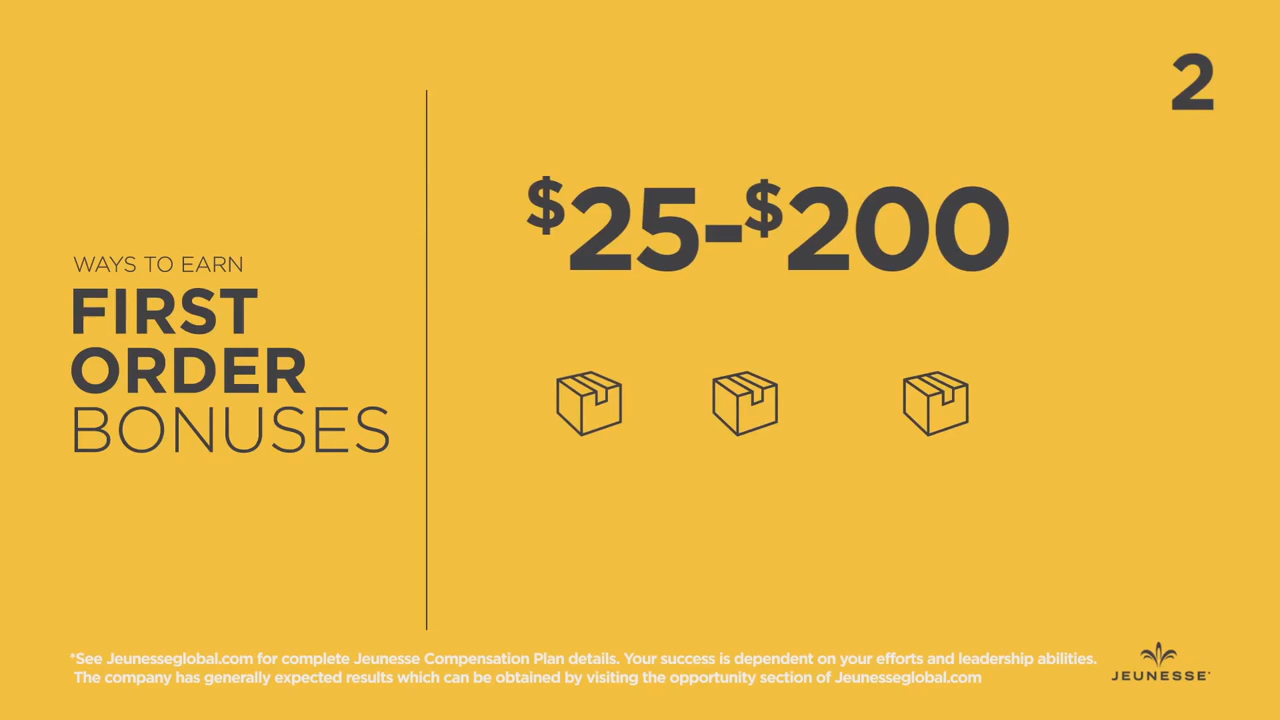 2
$25-$200
WAYS TO EARN
FIRST
ORDER
BONUSES
*See Jeunesseglobal.com for complete Jeunesse Compensation Plan details. Your success is dependent on your efforts and leadership abilities.
The company has generally expected results which can be obtained by visiting the opportunity section of Jeunesseglobal.com
JEUNESSE